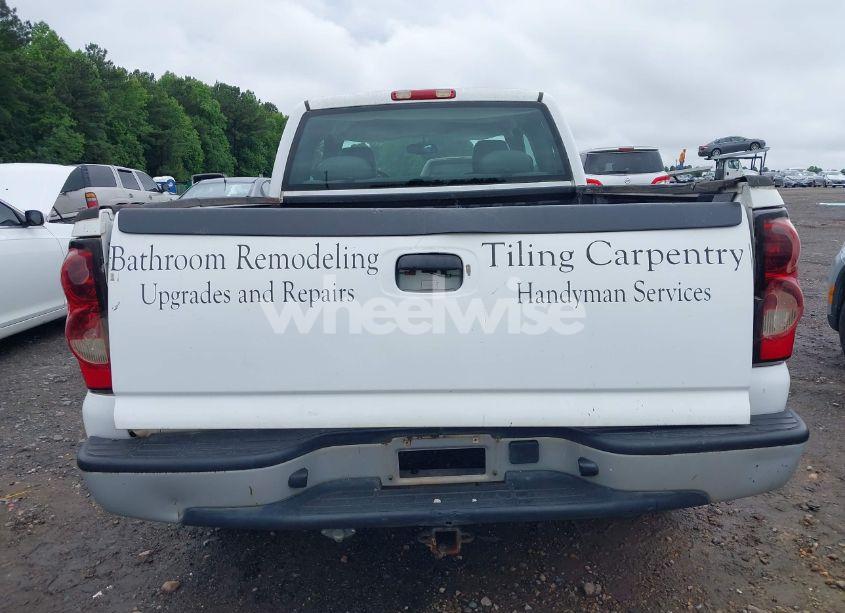 Bathroom Remodeling
Upgrades and Repairs
Tiling Carpentry
Handyman Services
wheelwise